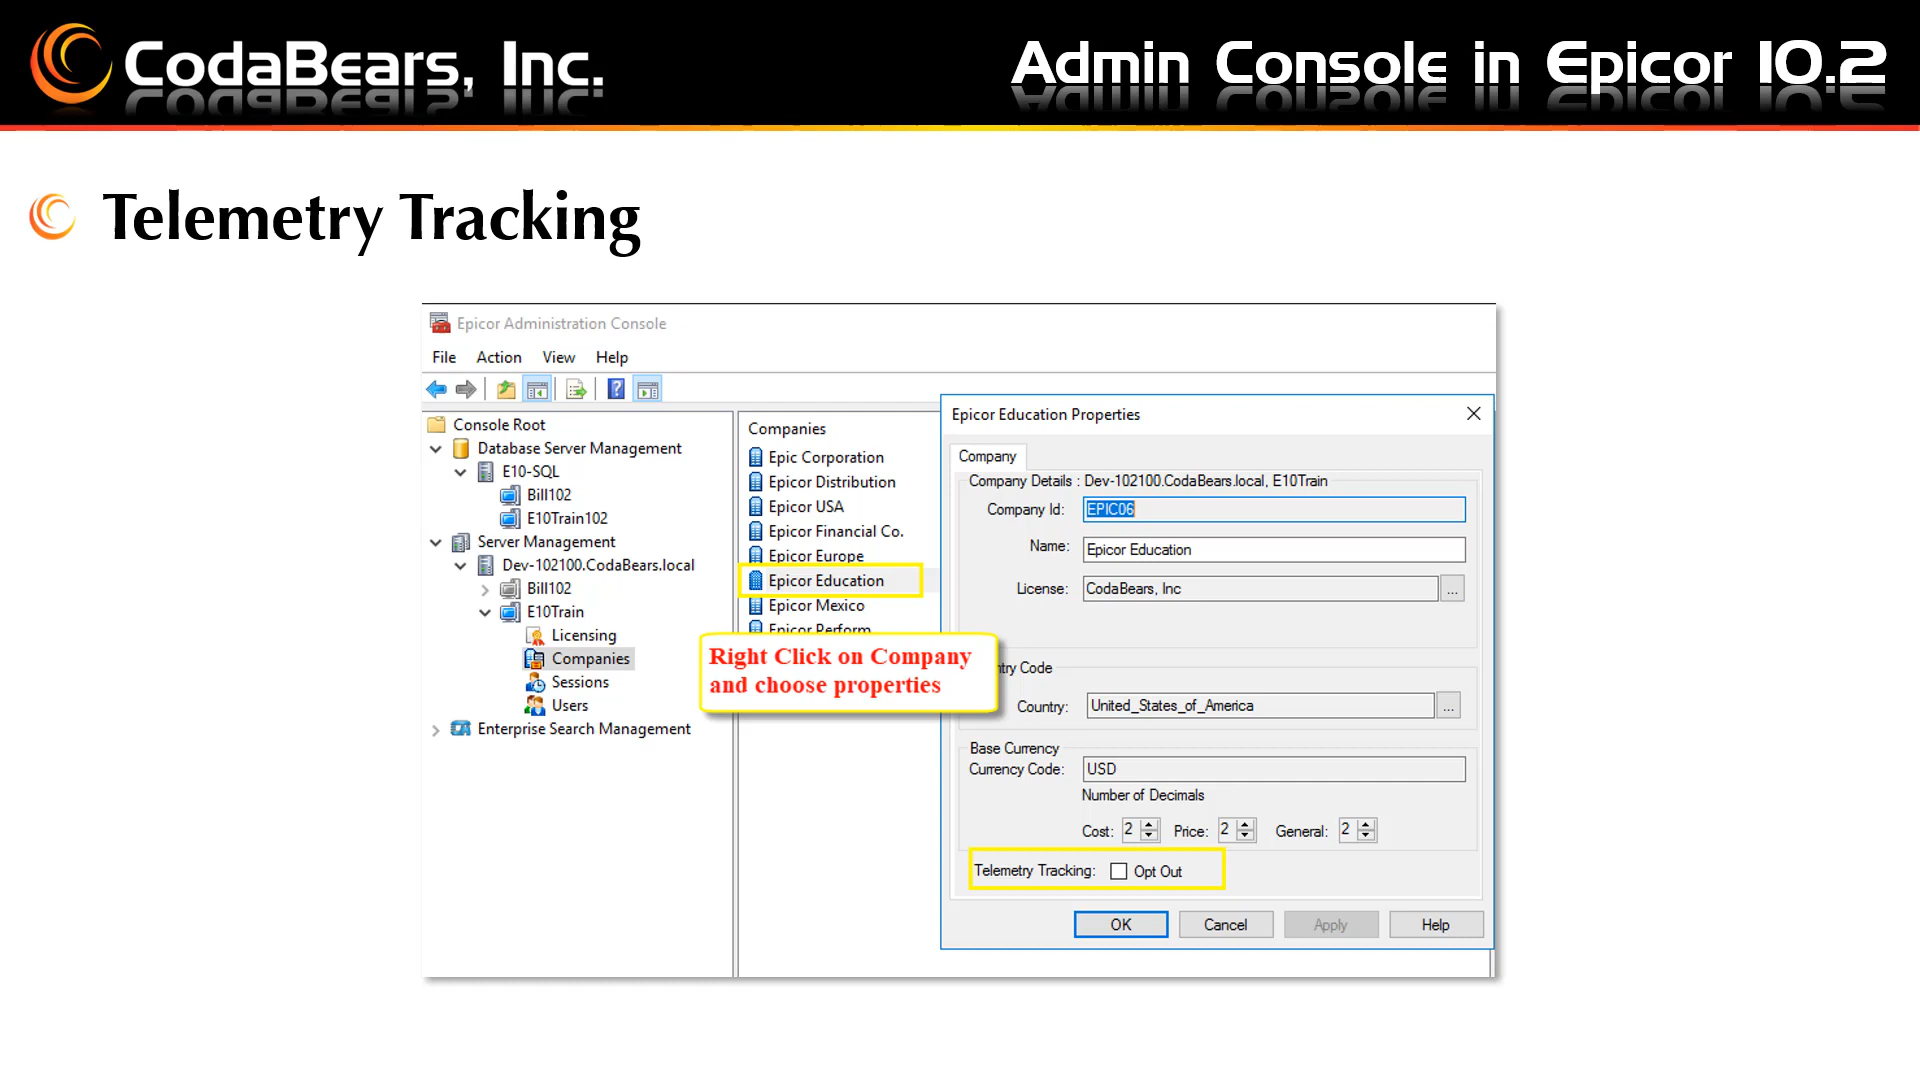 CodaBears, Inc.
Admin Console in Epicor 10.2
Telemetry Tracking
Epicor Administration Console
File Action View Help
Console Root
Database Server Management
E10-SQL
Bill102
E10Train102
Server Management
Dev-102100.CodaBears.local
Bill102
E10Train
Licensing
Companies
Sessions
Users
Enterprise Search Management
Companies
Epic Corporation
Epicor Distribution
Epicor USA
Epicor Financial Co.
Epicor Europe
Epicor Education
Epicor Mexico
Epicor Perform
Right Click on Company
and choose properties
Epicor Education Properties
Company
Company Details : Dev-102100.CodaBears.local, E10Train
Company Id: EPIC06
Name: Epicor Education
License: CodaBears, Inc ...
ntry Code
Country: United_States_of_America ...
Base Currency
Currency Code: USD
Number of Decimals
Cost: 2 Price: 2 General: 2
Telemetry Tracking: Opt Out
OK Cancel Apply Help